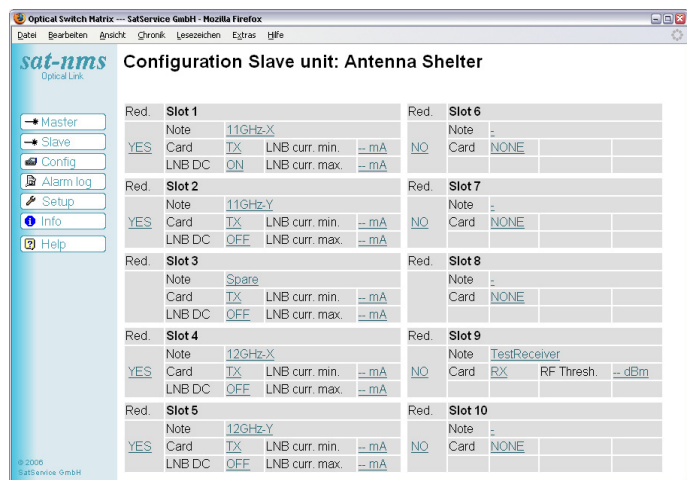 Optical Switch Matrix --- SatService GmbH - Mozilla Firefox
Datei Bearbeiten Ansicht Chronik Lesezeichen Extras Hilfe
sat-nms
Optical Link
Configuration Slave unit: Antenna Shelter
Master
Slave
Config
Alarm log
Setup
Info
Help
Red. Slot 1
Note 11GHz-X
YES Card TX LNB curr. min. -- mA
LNB DC ON LNB curr. max. -- mA
Red. Slot 2
Note 11GHz-Y
YES Card TX LNB curr. min. -- mA
LNB DC OFF LNB curr. max. -- mA
Red. Slot 3
Note Spare
Card TX LNB curr. min. -- mA
LNB DC OFF LNB curr. max. -- mA
Red. Slot 4
Note 12GHz-X
YES Card TX LNB curr. min. -- mA
LNB DC OFF LNB curr. max. -- mA
Red. Slot 5
Note 12GHz-Y
YES Card TX LNB curr. min. -- mA
LNB DC OFF LNB curr. max. -- mA
Red. Slot 6
Note -
NO Card NONE
Red. Slot 7
Note -
NO Card NONE
Red. Slot 8
Note -
Card NONE
Red. Slot 9
Note TestReceiver
NO Card RX RF Thresh. -- dBm
Red. Slot 10
Note -
NO Card NONE
© 2006
SatService GmbH